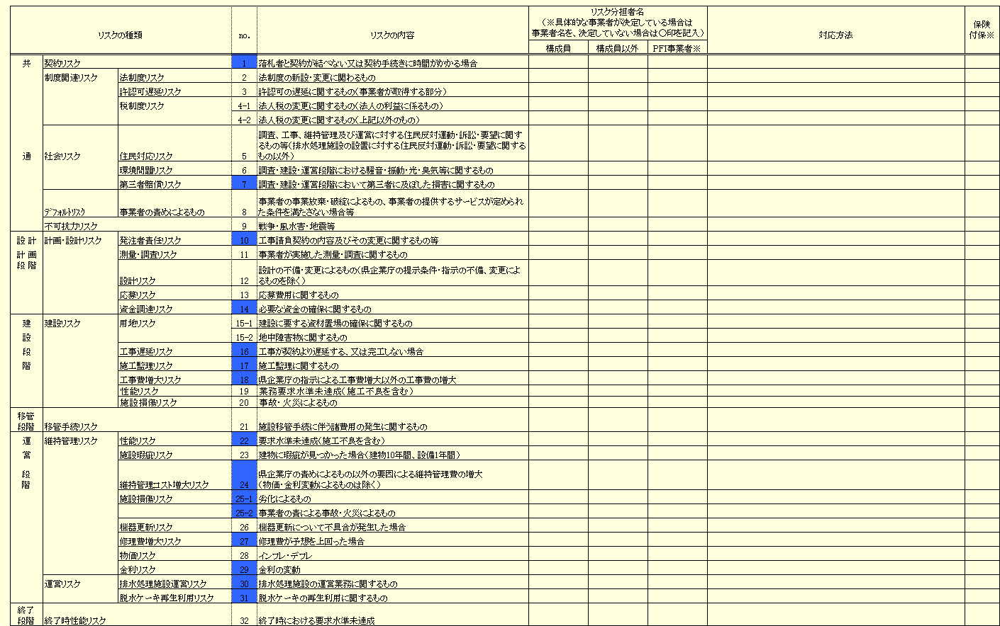 リスクの種類 no. リスクの内容 リスク分担者名 対応方法 保険
(※具体的な事業者が決定している場合は 付保※
事業者名を、決定していない場合は○印を記入)
構成員 構成員以外 PFI事業者※
共 契約リスク 1 落札者と契約が結べない又は契約手続きに時間がかかる場合
制度関連リスク 法制度リスク 2 法制度の新設・変更に関わるもの
許認可遅延リスク 3 許認可の遅延に関するもの(事業者が取得する部分)
税制度リスク 4-1 法人税の変更に関するもの(法人の利益に係るもの)
4-2 法人税の変更に関するもの(上記以外のもの)
調査、工事、維持管理及び運営に対する住民反対運動・訴訟・要望に関す
るもの等(排水処理施設の設置に対する住民反対運動・訴訟・要望に関する
通 社会リスク 住民対応リスク 5 もの以外)
環境問題リスク 6 調査・建設・運営段階における騒音・振動・光・臭気等に関するもの
第三者賠償リスク 7 調査・建設・運営段階において第三者に及ぼした損害に関するもの
事業者の事業放棄・破綻によるもの、事業者の提供するサービスが定められ
デフォルトリスク 事業者の責めによるもの 8 た条件を満たさない場合等
不可抗力リスク 9 戦争・風水害・地震等
設計 計画・設計リスク 発注者責任リスク 10 工事請負契約の内容及びその変更に関するもの等
計画 測量・調査リスク 11 事業者が実施した測量・調査に関するもの
段階
設計の不備・変更によるもの(県企業庁の提示条件・指示の不備、変更によ
設計リスク 12 るものを除く)
応募リスク 13 応募費用に関するもの
資金調達リスク 14 必要な資金の確保に関するもの
建 建設リスク 用地リスク 15-1 建設に要する資材置場の確保に関するもの
設 15-2 地中障害物に関するもの
段 工事遅延リスク 16 工事が契約より遅延する、又は完工しない場合
階 施工監理リスク 17 施工監理に関するもの
工事費増大リスク 18 県企業庁の指示による工事費増大以外の工事費の増大
性能リスク 19 業務要求水準未達成(施工不良を含む)
施設損傷リスク 20 事故・火災によるもの
移管
段階 移管手続リスク 21 施設移管手続に伴う諸費用の発生に関するもの
運 維持管理リスク 性能リスク 22 要求水準未達成(施工不良を含む)
営 施設瑕疵リスク 23 建物に瑕疵が見つかった場合(建物10年間、設備1年間)
段 県企業庁の責めによるもの以外の要因による維持管理費の増大
階 維持管理コスト増大リスク 24 (物価・金利変動によるものは除く)
施設損傷リスク 25-1 劣化によるもの
25-2 事業者の責による事故・火災によるもの
機器更新リスク 26 機器更新について不具合が発生した場合
修理費増大リスク 27 修理費が予想を上回った場合
物価リスク 28 インフレ・デフレ
金利リスク 29 金利の変動
運営リスク 排水処理施設運営リスク 30 排水処理施設の運営業務に関するもの
脱水ケーキ再生利用リスク 31 脱水ケーキの再生利用に関するもの
終了
段階 終了時性能リスク 32 終了時における要求水準未達成